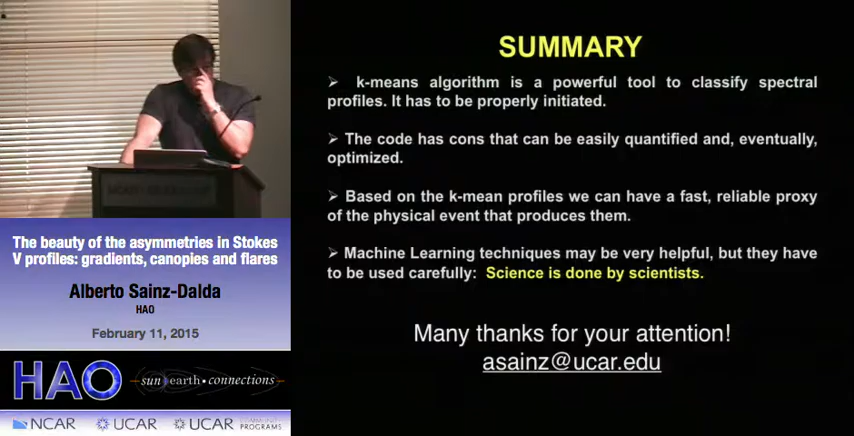 SUMMARY
➢ k-means algorithm is a powerful tool to classify spectral
profiles. It has to be properly initiated.
➢ The code has cons that can be easily quantified and, eventually,
optimized.
➢ Based on the k-mean profiles we can have a fast, reliable proxy
of the physical event that produces them.
➢ Machine Learning techniques may be very helpful, but they have
to be used carefully: Science is done by scientists.
Many thanks for your attention!
asainz@ucar.edu
The beauty of the asymmetries in Stokes
V profiles: gradients, canopies and flares
Alberto Sainz-Dalda
HAO
February 11, 2015
HAO sun earth • connections
NCAR UCAR UCAR COMMUNITY
PROGRAMS